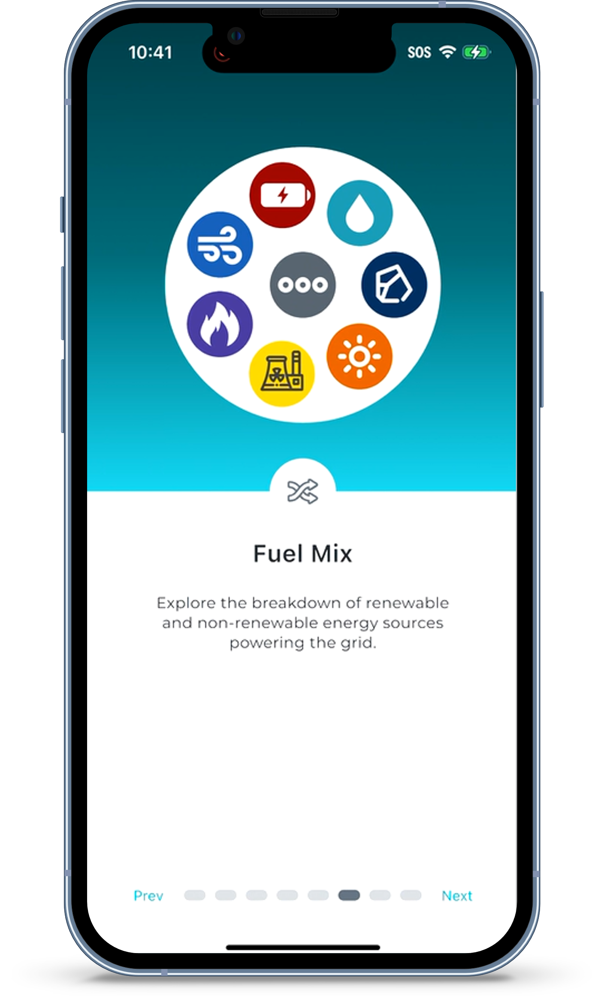 10:41 SOS
Fuel Mix
Explore the breakdown of renewable
and non-renewable energy sources
powering the grid.
Prev Next